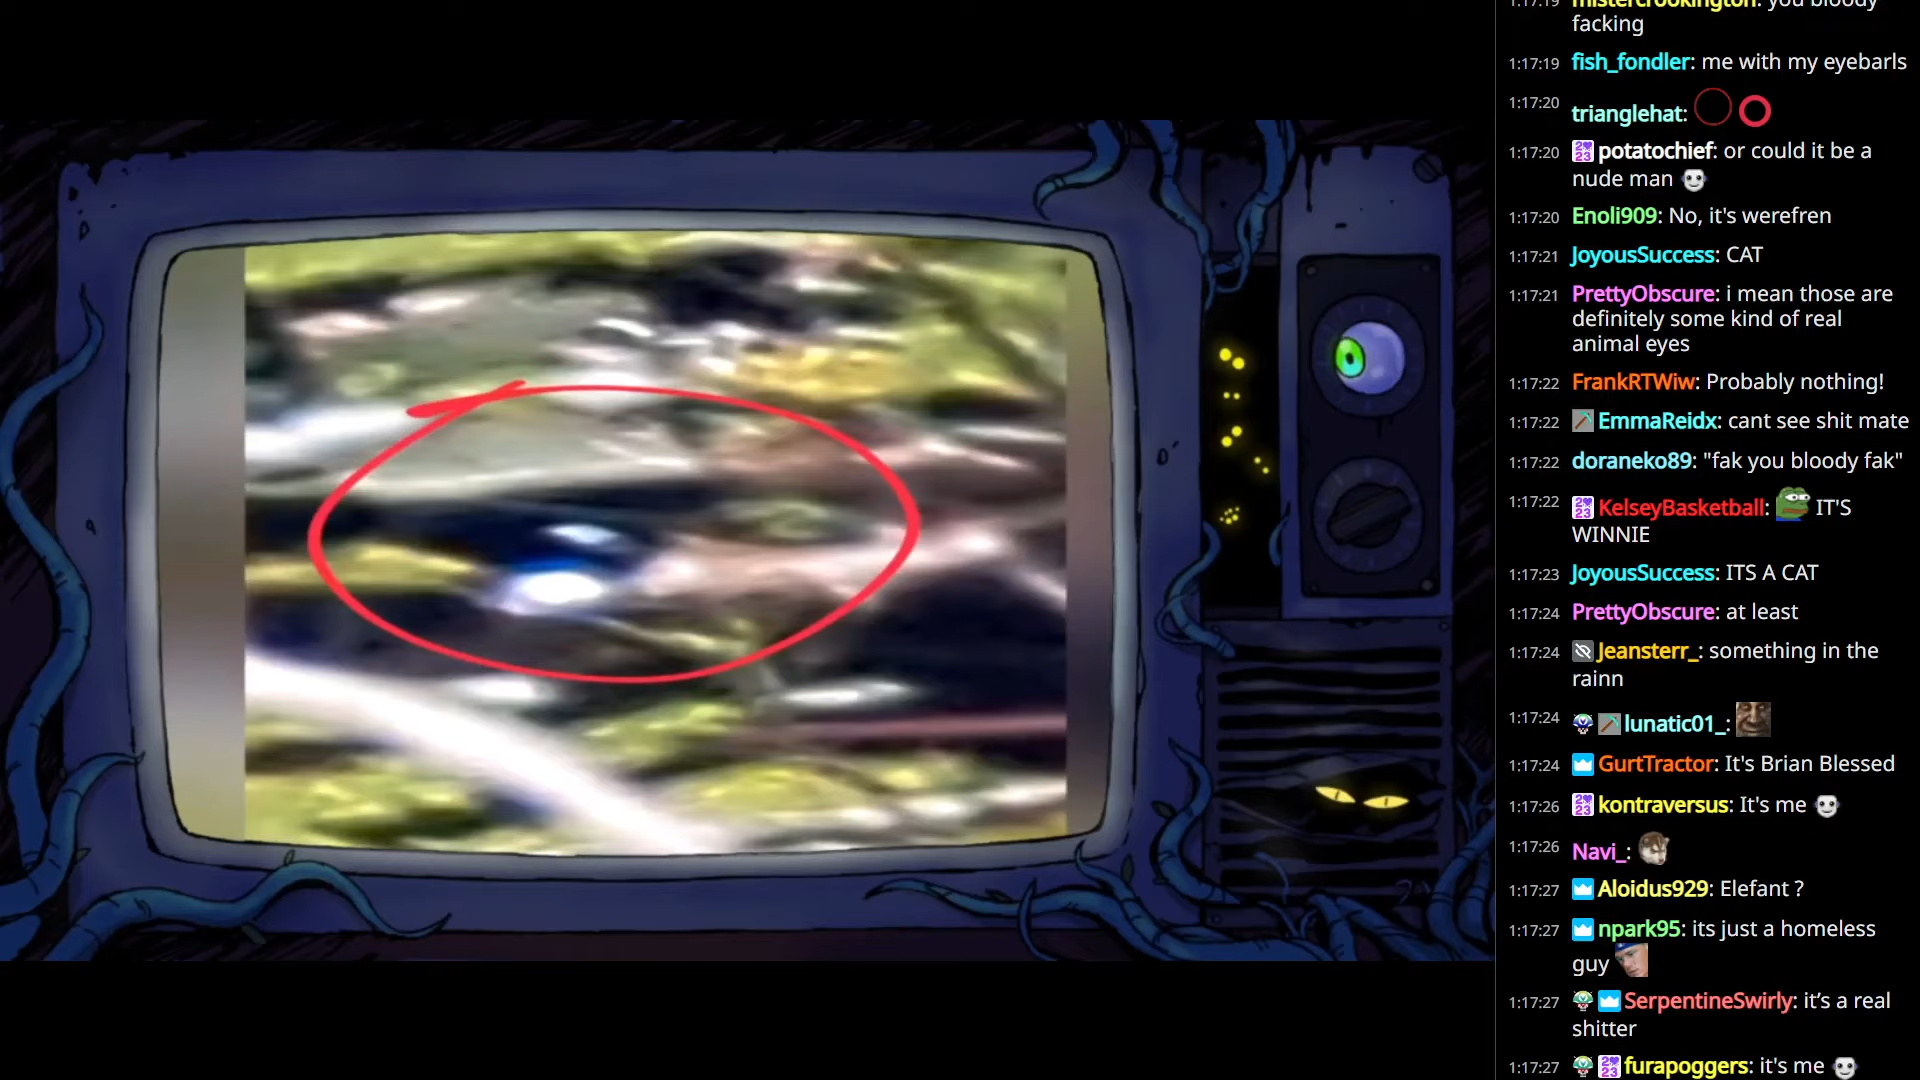 1:17:19 mistercrookington: you bloody
facking
1:17:19 fish_fondler: me with my eyebarls
1:17:20 trianglehat:
1:17:20 potatochief: or could it be a
nude man
1:17:20 Enoli909: No, it's werefren
1:17:21 JoyousSuccess: CAT
1:17:21 PrettyObscure: i mean those are
definitely some kind of real
animal eyes
1:17:22 FrankRTWiw: Probably nothing!
1:17:22 EmmaReidx: cant see shit mate
1:17:22 doraneko89: "fak you bloody fak"
1:17:22 KelseyBasketball: IT'S
WINNIE
1:17:23 JoyousSuccess: ITS A CAT
1:17:24 PrettyObscure: at least
1:17:24 Jeansterr_: something in the
rainn
1:17:24 lunatic01_:
1:17:24 GurtTractor: It's Brian Blessed
1:17:26 kontraversus: It's me
1:17:26 Navi_:
1:17:27 Aloidus929: Elefant ?
1:17:27 npark95: its just a homeless
guy
1:17:27 SerpentineSwirly: it's a real
shitter
1:17:27 furapoggers: it's me